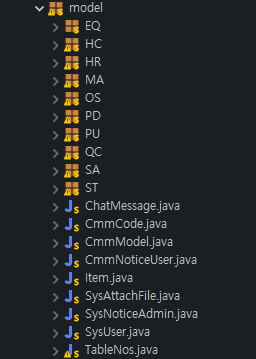 model
EQ
HC
HR
MA
OS
PD
PU
QC
SA
ST
ChatMessage.java
CmmCode.java
CmmModel.java
CmmNoticeUser.java
Item.java
SysAttachFile.java
SysNoticeAdmin.java
SysUser.java
TableNos.java